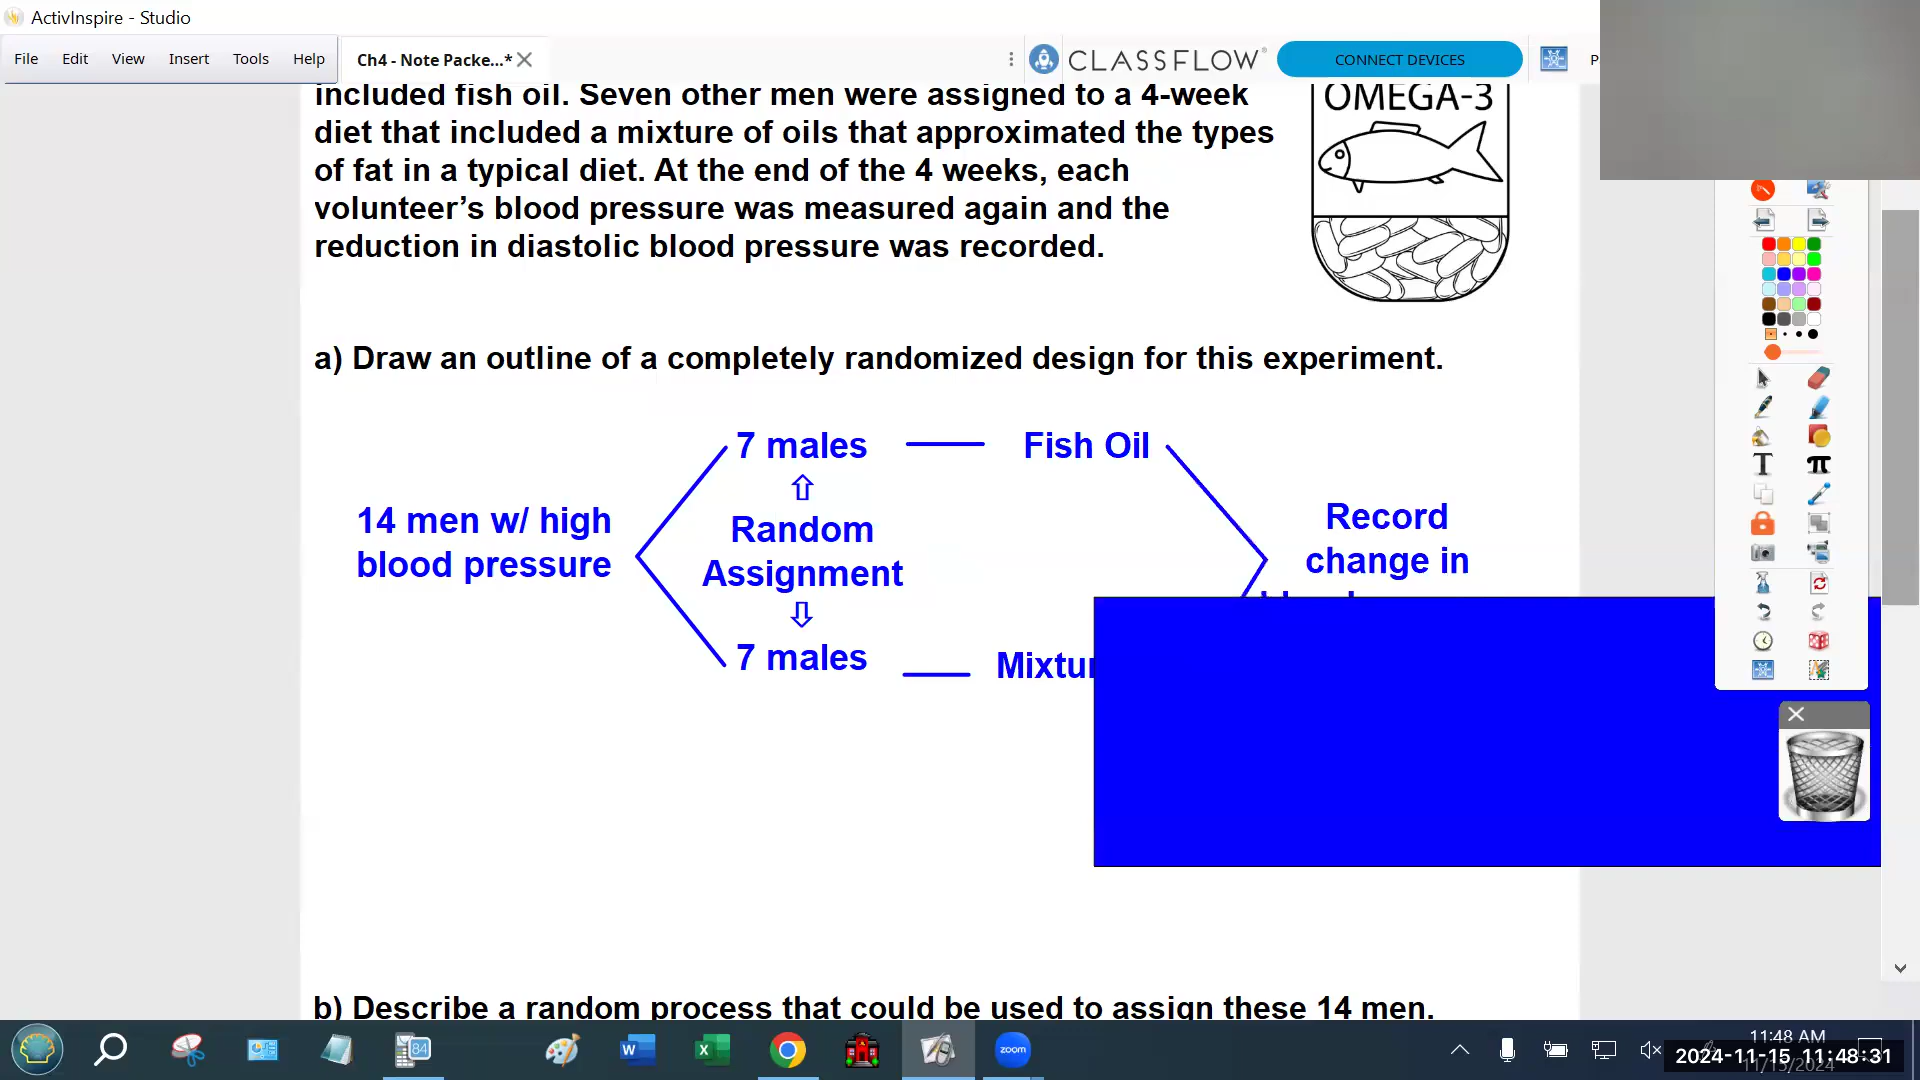 ActivInspire - Studio
File Edit View Insert Tools Help
Ch4 - Note Packe...*
CLASSFLOW
CONNECT DEVICES
included fish oil. Seven other men were assigned to a 4-week
diet that included a mixture of oils that approximated the types
of fat in a typical diet. At the end of the 4 weeks, each
volunteer’s blood pressure was measured again and the
reduction in diastolic blood pressure was recorded.
OMEGA-3
a) Draw an outline of a completely randomized design for this experiment.
7 males
Fish Oil
14 men w/ high
blood pressure
Random
Assignment
Record
change in
7 males
b) Describe a random process that could be used to assign these 14 men.
84
zoom
11:48 AM
11/15/2024
2024-11-15 11:48:31